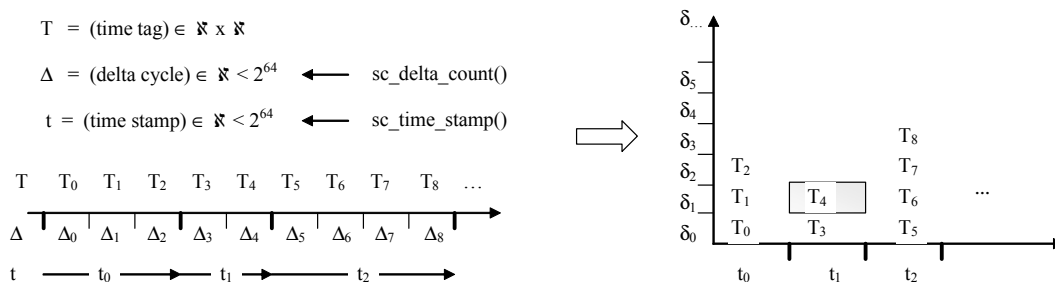 T = (time tag) ∈ ℵ x ℵ
Δ = (delta cycle) ∈ ℵ < 2^64 sc_delta_count()
t = (time stamp) ∈ ℵ < 2^64 sc_time_stamp()
T T0 T1 T2 T3 T4 T5 T6 T7 T8 ...
Δ Δ0 Δ1 Δ2 Δ3 Δ4 Δ5 Δ6 Δ7 Δ8
t t0 t1 t2
δ...
δ5
δ4
δ3 T8
δ2 T2 T7
δ1 T1 T4 T6 ...
δ0 T0 T3 T5
t0 t1 t2